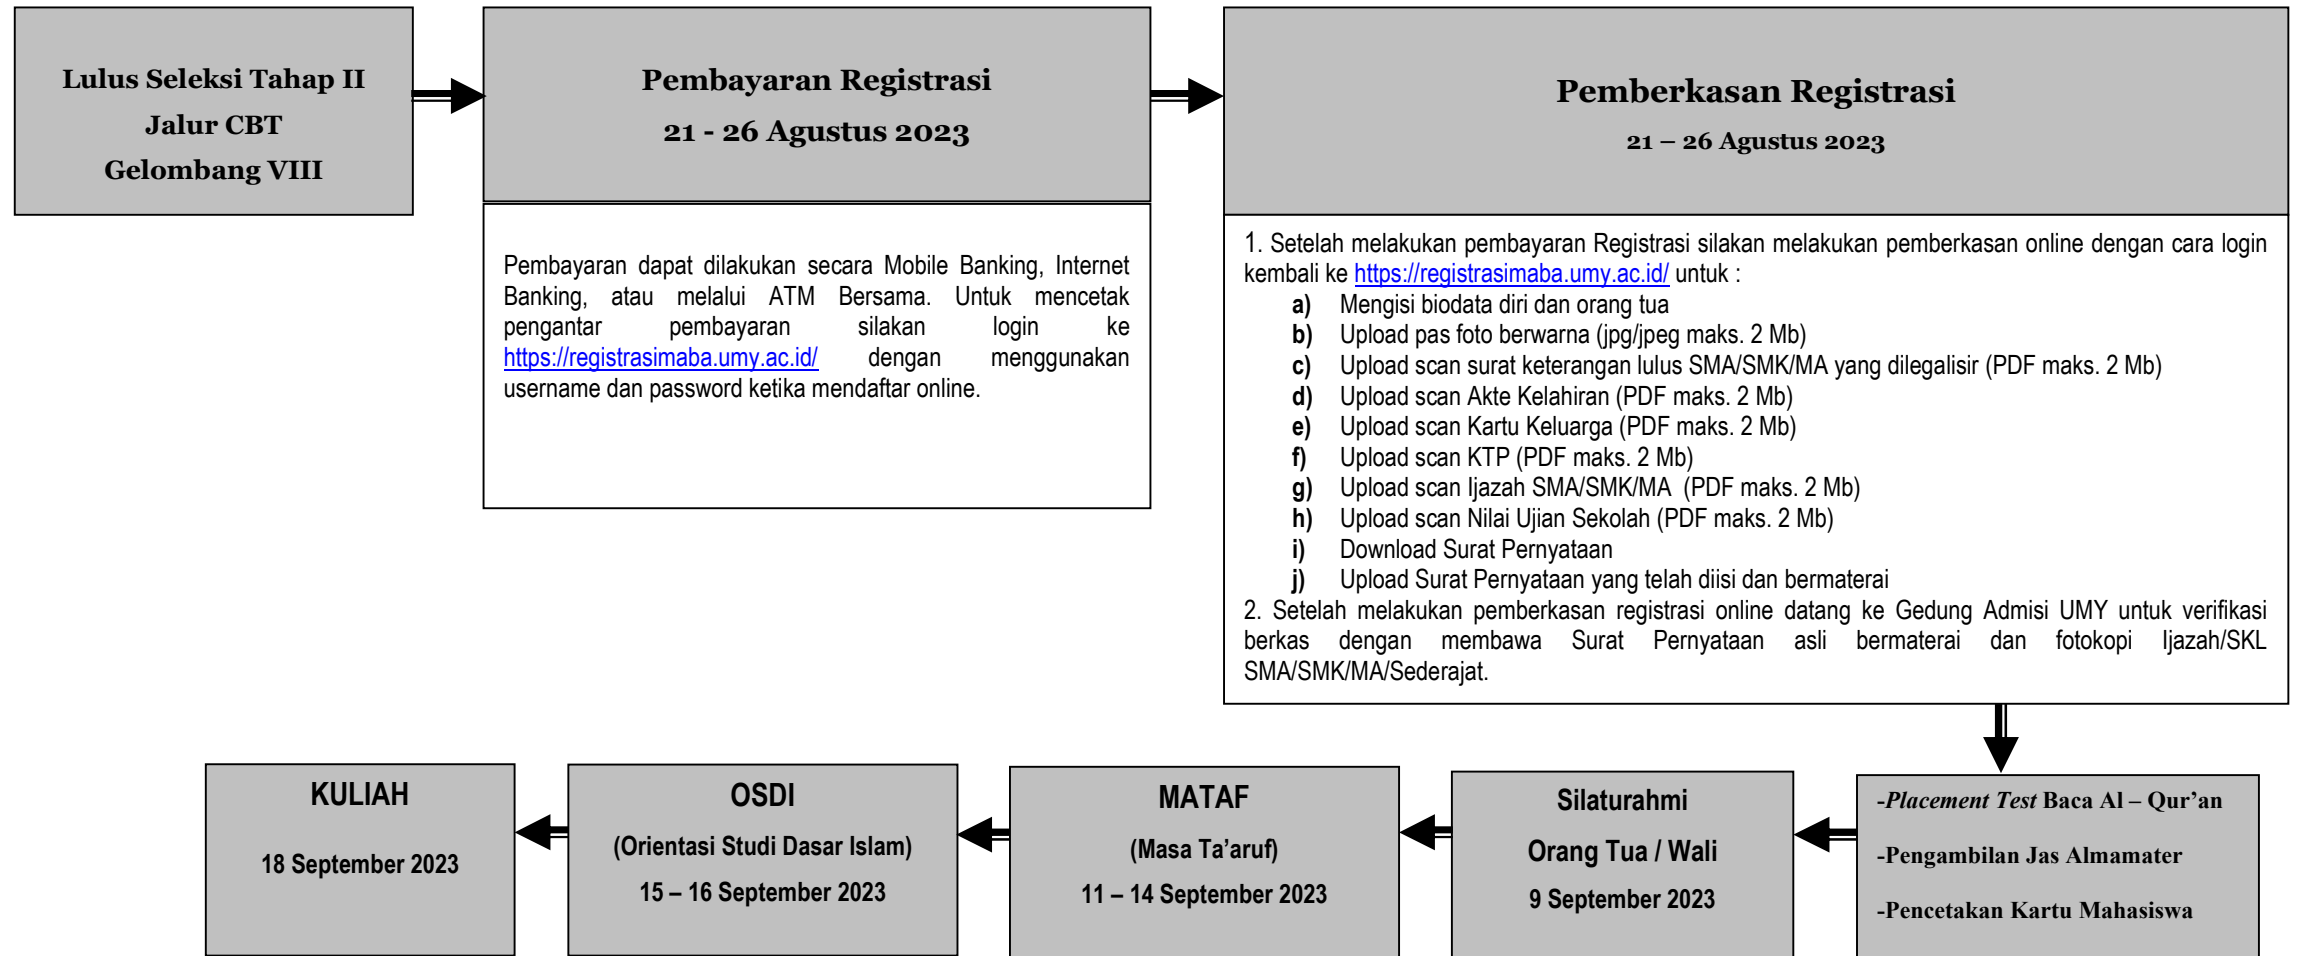 Lulus Seleksi Tahap II
Jalur CBT
Gelombang VIII
Pembayaran Registrasi
21 - 26 Agustus 2023
Pembayaran dapat dilakukan secara Mobile Banking, Internet
Banking, atau melalui ATM Bersama. Untuk mencetak
pengantar pembayaran silakan login ke
https://registrasimaba.umy.ac.id/ dengan menggunakan
username dan password ketika mendaftar online.
Pemberkasan Registrasi
21 – 26 Agustus 2023
1. Setelah melakukan pembayaran Registrasi silakan melakukan pemberkasan online dengan cara login
kembali ke https://registrasimaba.umy.ac.id/ untuk :
a) Mengisi biodata diri dan orang tua
b) Upload pas foto berwarna (jpg/jpeg maks. 2 Mb)
c) Upload scan surat keterangan lulus SMA/SMK/MA yang dilegalisir (PDF maks. 2 Mb)
d) Upload scan Akte Kelahiran (PDF maks. 2 Mb)
e) Upload scan Kartu Keluarga (PDF maks. 2 Mb)
f) Upload scan KTP (PDF maks. 2 Mb)
g) Upload scan Ijazah SMA/SMK/MA (PDF maks. 2 Mb)
h) Upload scan Nilai Ujian Sekolah (PDF maks. 2 Mb)
i) Download Surat Pernyataan
j) Upload Surat Pernyataan yang telah diisi dan bermaterai
2. Setelah melakukan pemberkasan registrasi online datang ke Gedung Admisi UMY untuk verifikasi
berkas dengan membawa Surat Pernyataan asli bermaterai dan fotokopi Ijazah/SKL
SMA/SMK/MA/Sederajat.
-Placement Test Baca Al – Qur’an
-Pengambilan Jas Almamater
-Pencetakan Kartu Mahasiswa
Silaturahmi
Orang Tua / Wali
9 September 2023
MATAF
(Masa Ta’aruf)
11 – 14 September 2023
OSDI
(Orientasi Studi Dasar Islam)
15 – 16 September 2023
KULIAH
18 September 2023